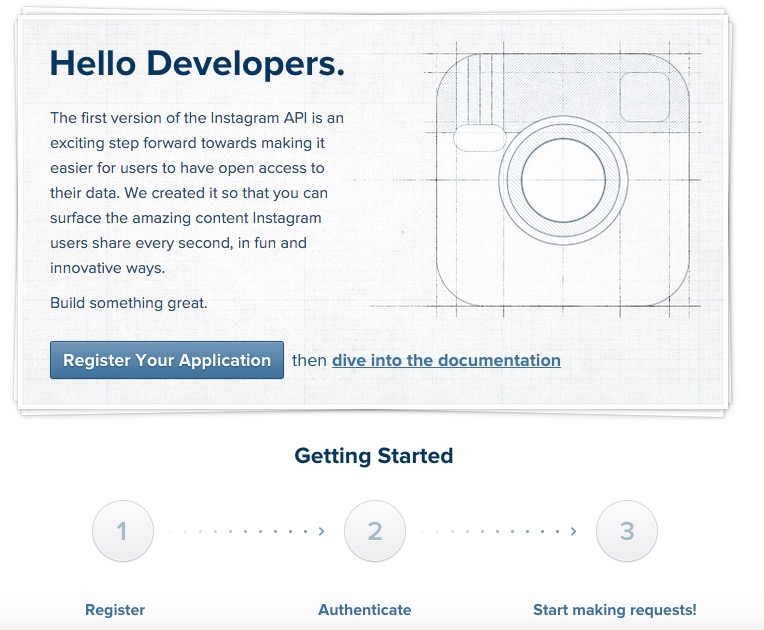 Hello Developers.
The first version of the Instagram API is an
exciting step forward towards making it
easier for users to have open access to
their data. We created it so that you can
surface the amazing content Instagram
users share every second, in fun and
innovative ways.
Build something great.
Register Your Application then dive into the documentation
Getting Started
1 2 3
Register Authenticate Start making requests!